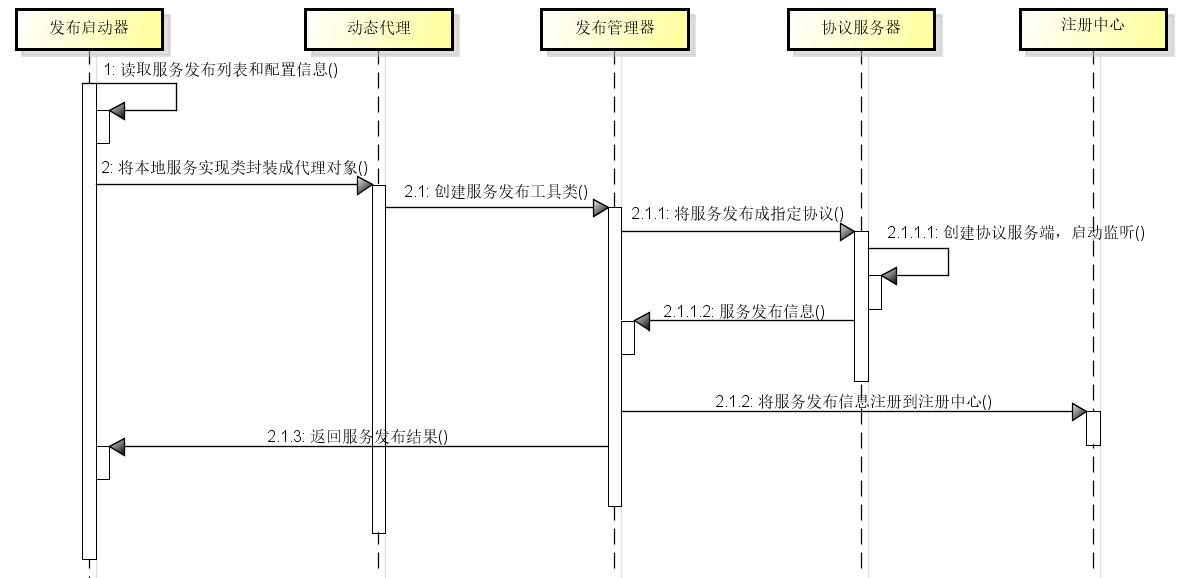 发布启动器
动态代理
发布管理器
协议服务器
注册中心
1: 读取服务发布列表和配置信息()
2: 将本地服务实现类封装成代理对象()
2.1: 创建服务发布工具类()
2.1.1: 将服务发布成指定协议()
2.1.1.1: 创建协议服务端，启动监听()
2.1.1.2: 服务发布信息()
2.1.2: 将服务发布信息注册到注册中心()
2.1.3: 返回服务发布结果()